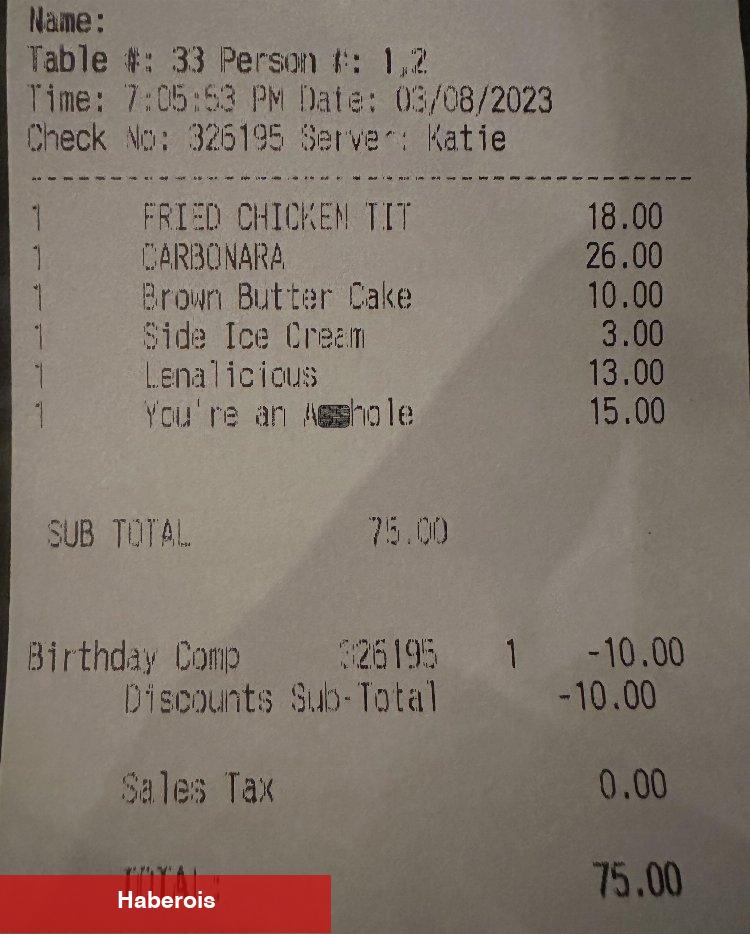 Name:
Table #: 33 Person #: 1,2
Time: 7:05:53 PM Date: 03/08/2023
Check No: 326195 Server: Katie
1 FRIED CHICKEN TIT 18.00
1 CARBONARA 26.00
1 Brown Butter Cake 10.00
1 Side Ice Cream 3.00
1 Lenalicious 13.00
1 You're an A hole 15.00
SUB TOTAL 75.00
Birthday Comp 326195 1 -10.00
Discounts Sub-Total -10.00
Sales Tax 0.00
TOTAL: 75.00
Haberois